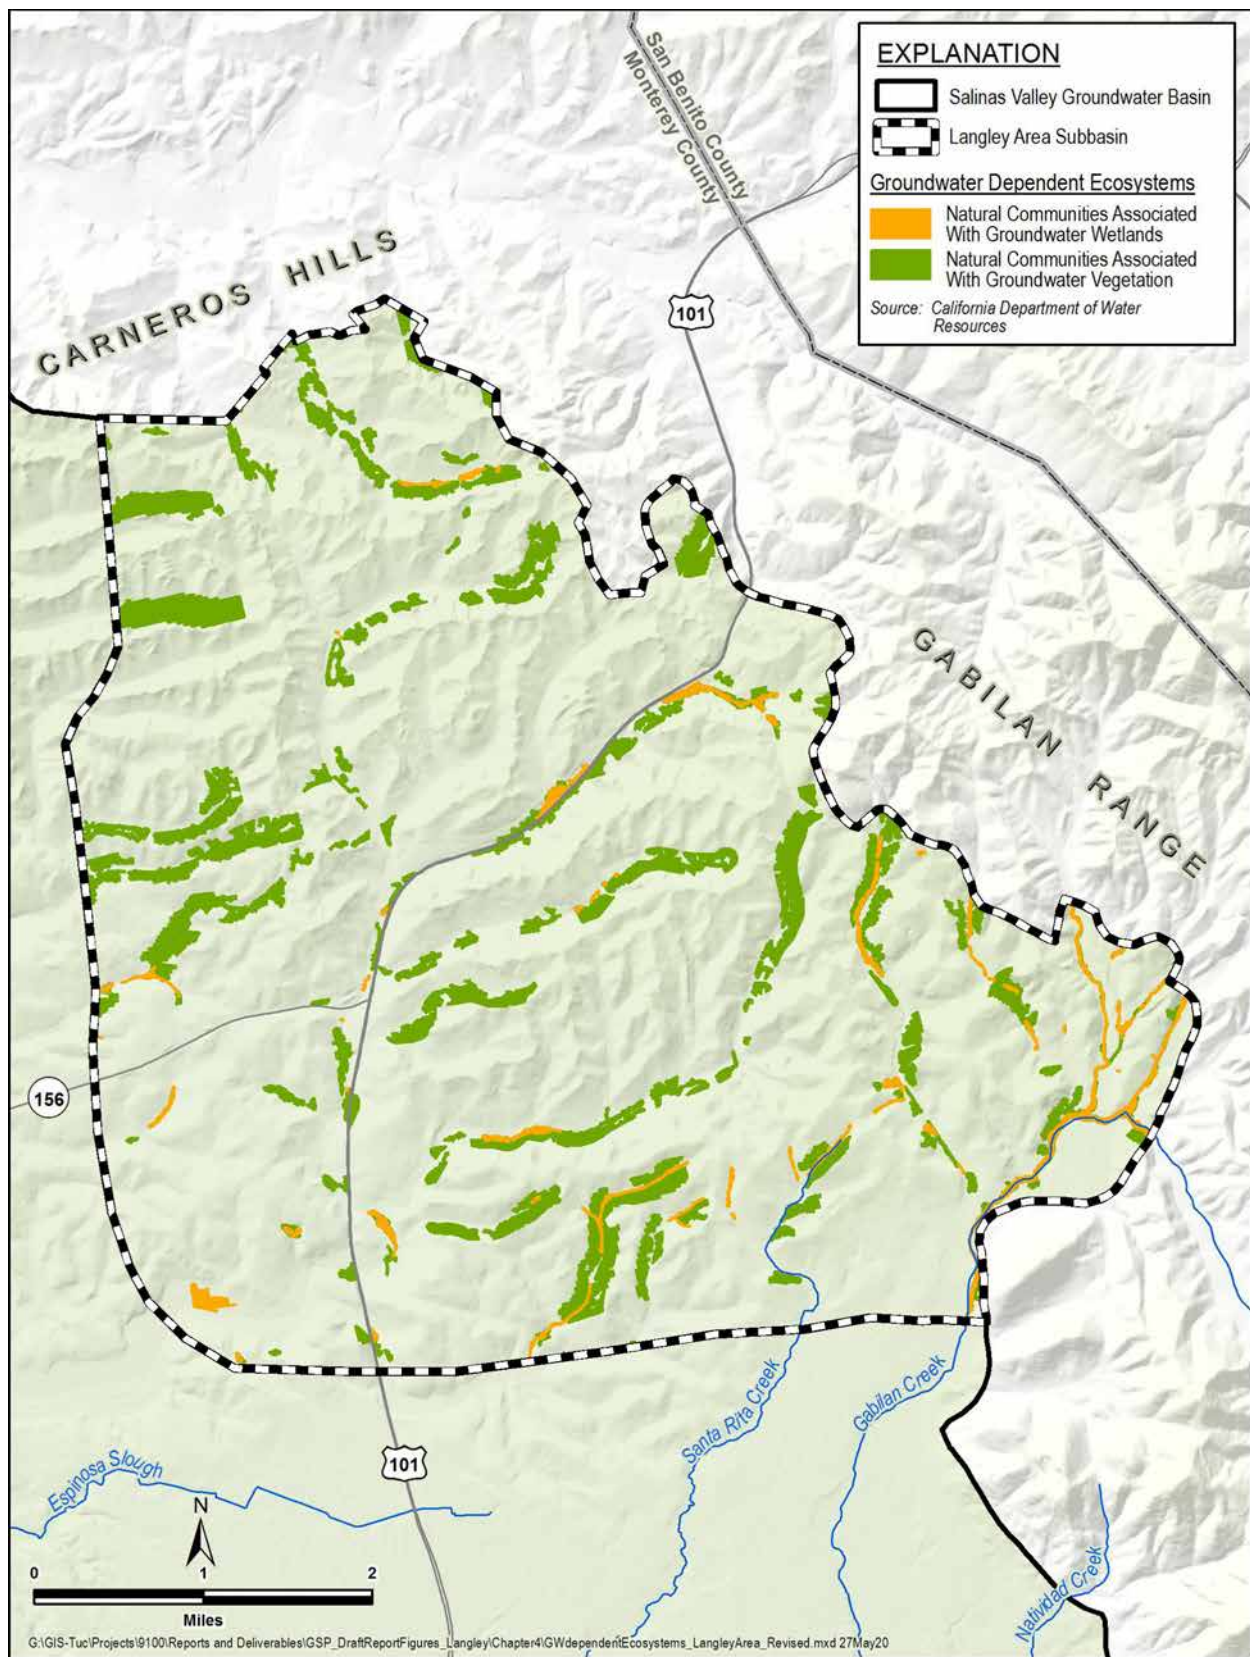 EXPLANATION
Salinas Valley Groundwater Basin
Langley Area Subbasin
Groundwater Dependent Ecosystems
Natural Communities Associated
With Groundwater Wetlands
Natural Communities Associated
With Groundwater Vegetation
Source: California Department of Water
Resources
San Benito County
Monterey County
CARNEROS HILLS
101
GABILAN RANGE
156
Santa Rita Creek
Gabilan Creek
101
Espinosa Slough
Natividad Creek
N
0 1 2
Miles
G:\GIS-Tuc\Projects\9100\Reports and Deliverables\GSP_DraftReportFigures_Langley\Chapter4\GWdependentEcosystems_LangleyArea_Revised.mxd 27May20